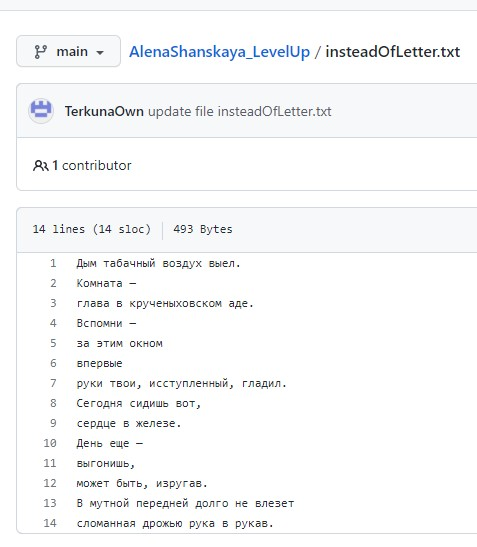 main
AlenaShanskaya_LevelUp / insteadOfLetter.txt
TerkunaOwn update file insteadOfLetter.txt
1 contributor
14 lines (14 sloc) 493 Bytes
1 Дым табачный воздух выел.
2 Комната —
3 глава в крученыховском аде.
4 Вспомни —
5 за этим окном
6 впервые
7 руки твои, исступленный, гладил.
8 Сегодня сидишь вот,
9 сердце в железе.
10 День еще —
11 выгонишь,
12 может быть, изругав.
13 В мутной передней долго не влезет
14 сломанная дрожью рука в рукав.